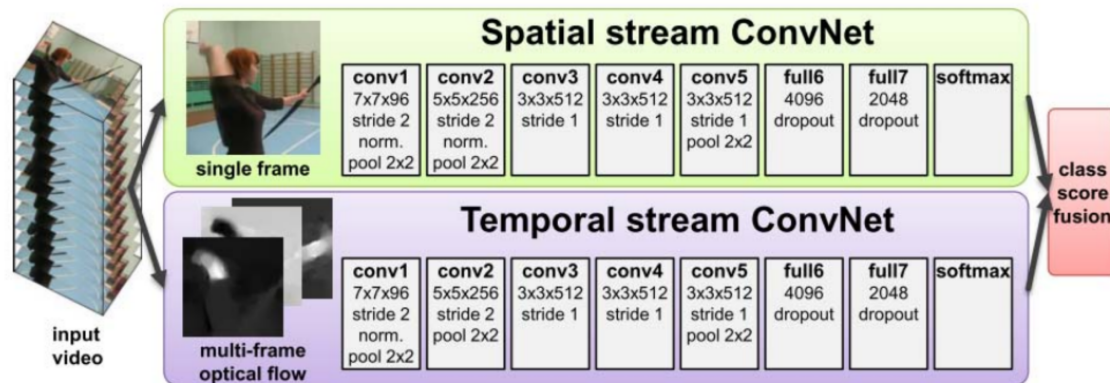 Spatial stream ConvNet
conv1
7x7x96
stride 2
norm.
pool 2x2
conv2
5x5x256
stride 2
norm.
pool 2x2
conv3
3x3x512
stride 1
conv4
3x3x512
stride 1
conv5
3x3x512
stride 1
pool 2x2
full6
4096
dropout
full7
2048
dropout
softmax
single frame
Temporal stream ConvNet
conv1
7x7x96
stride 2
norm.
pool 2x2
conv2
5x5x256
stride 2
pool 2x2
conv3
3x3x512
stride 1
conv4
3x3x512
stride 1
conv5
3x3x512
stride 1
pool 2x2
full6
4096
dropout
full7
2048
dropout
softmax
multi-frame
optical flow
input
video
class
score
fusion